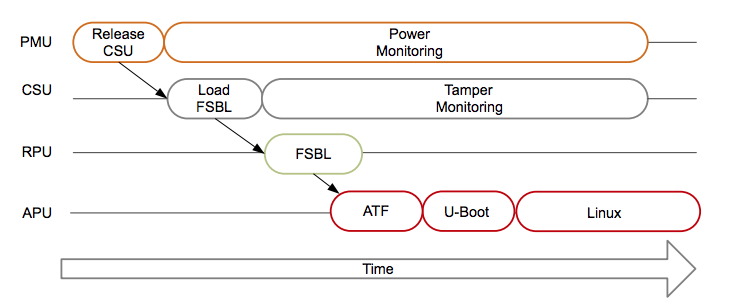 PMU
Release
CSU
Power
Monitoring
CSU
Load
FSBL
Tamper
Monitoring
RPU
FSBL
APU
ATF
U-Boot
Linux
Time